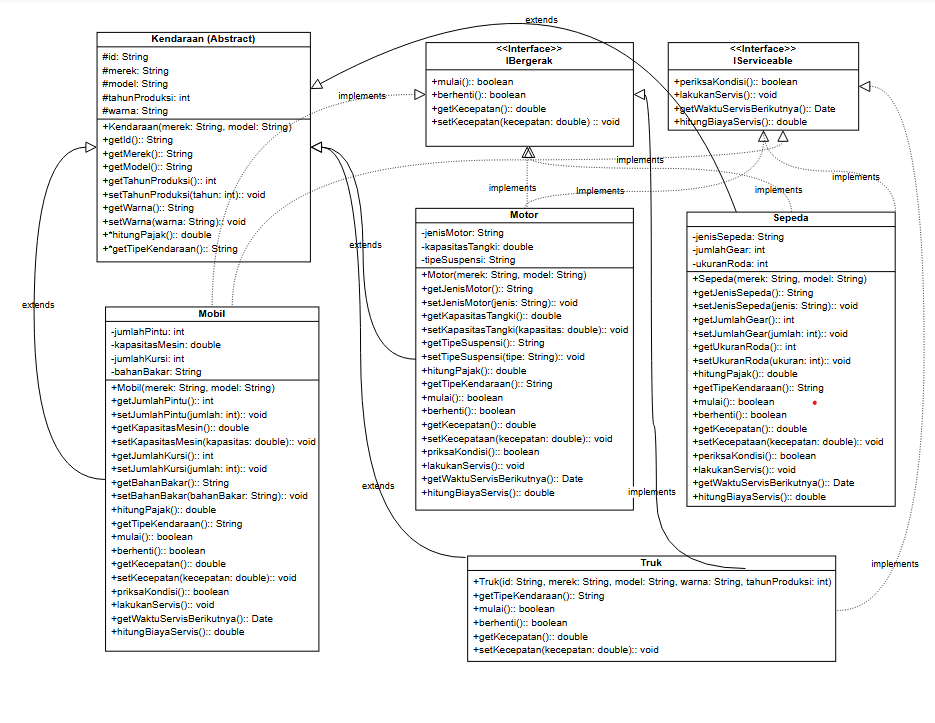 extends
Kendaraan (Abstract)
#id: String
#merek: String
#model: String
#tahunProduksi: int
#warna: String
+Kendaraan(merek: String, model: String)
+getId():: String
+getMerek():: String
+getModel():: String
+getTahunProduksi():: int
+setTahunProduksi(tahun: int):: void
+getWarna():: String
+setWarna(warna: String):: void
+*hitungPajak():: double
+*getTipeKendaraan():: String
<<Interface>>
IBergerak
+mulai():: boolean
+berhenti():: boolean
+getKecepatan():: double
+setKecepatan(kecepatan: double) :: void
<<Interface>>
IServiceable
+periksaKondisi():: boolean
+lakukanServis():: void
+getWaktuServisBerikutnya():: Date
+hitungBiayaServis():: double
implements
implements
implements
implements
Implements
implements
extends
extends
extends
implements
implements
Motor
-jenisMotor: String
-kapasitasTangki: double
-tipeSuspensi: String
+Motor(merek: String, model: String)
+getJenisMotor():: String
+setJenisMotor(jenis: String):: void
+getKapasitasTangki():: double
+setKapasitasTangki(kapasitas: double):: void
+getTipeSuspensi():: String
+setTipeSuspensi(tipe: String):: void
+hitungPajak():: double
+getTipeKendaraan():: String
+mulai():: boolean
+berhenti():: boolean
+getKecepatan():: double
+setKecepataan(kecepatan: double):: void
+priksaKondisi():: boolean
+lakukanServis():: void
+getWaktuServisBerikutnya():: Date
+hitungBiayaServis():: double
Sepeda
-jenisSepeda: String
-jumlahGear: int
-ukuranRoda: int
+Sepeda(merek: String, model: String)
+getJenisSepeda():: String
+setJenisSepeda(jenis: String):: void
+getJumlahGear():: int
+setJumlahGear(jumlah: int):: void
+getUkuranRoda():: int
+setUkuranRoda(ukuran: int):: void
+hitungPajak():: double
+getTipeKendaraan():: String
+mulai():: boolean
+berhenti():: boolean
+getKecepatan():: double
+setKecepataan(kecepatan: double):: void
+periksaKondisi():: boolean
+lakukanServis():: void
+getWaktuServisBerikutnya():: Date
+hitungBiayaServis():: double
Mobil
-jumlahPintu: int
-kapasitasMesin: double
-jumlahKursi: int
-bahanBakar: String
+Mobil(merek: String, model: String)
+getJumlahPintu():: int
+setJumlahPintu(jumlah: int):: void
+getKapasitasMesin():: double
+setKapasitasMesin(kapasitas: double):: void
+getJumlahKursi():: int
+setJumlahKursi(jumlah: int):: void
+getBahanBakar():: String
+setBahanBakar(bahanBakar: String):: void
+hitungPajak():: double
+getTipeKendaraan():: String
+mulai():: boolean
+berhenti():: boolean
+getKecepatan():: double
+setKecepatan(kecepatan: double):: void
+priksaKondisi():: boolean
+lakukanServis():: void
+getWaktuServisBerikutnya():: Date
+hitungBiayaServis():: double
Truk
+Truk(id: String, merek: String, model: String, warna: String, tahunProduksi: int)
+getTipeKendaraan():: String
+mulai():: boolean
+berhenti():: boolean
+getKecepatan():: double
+setKecepatan(kecepatan: double):: void